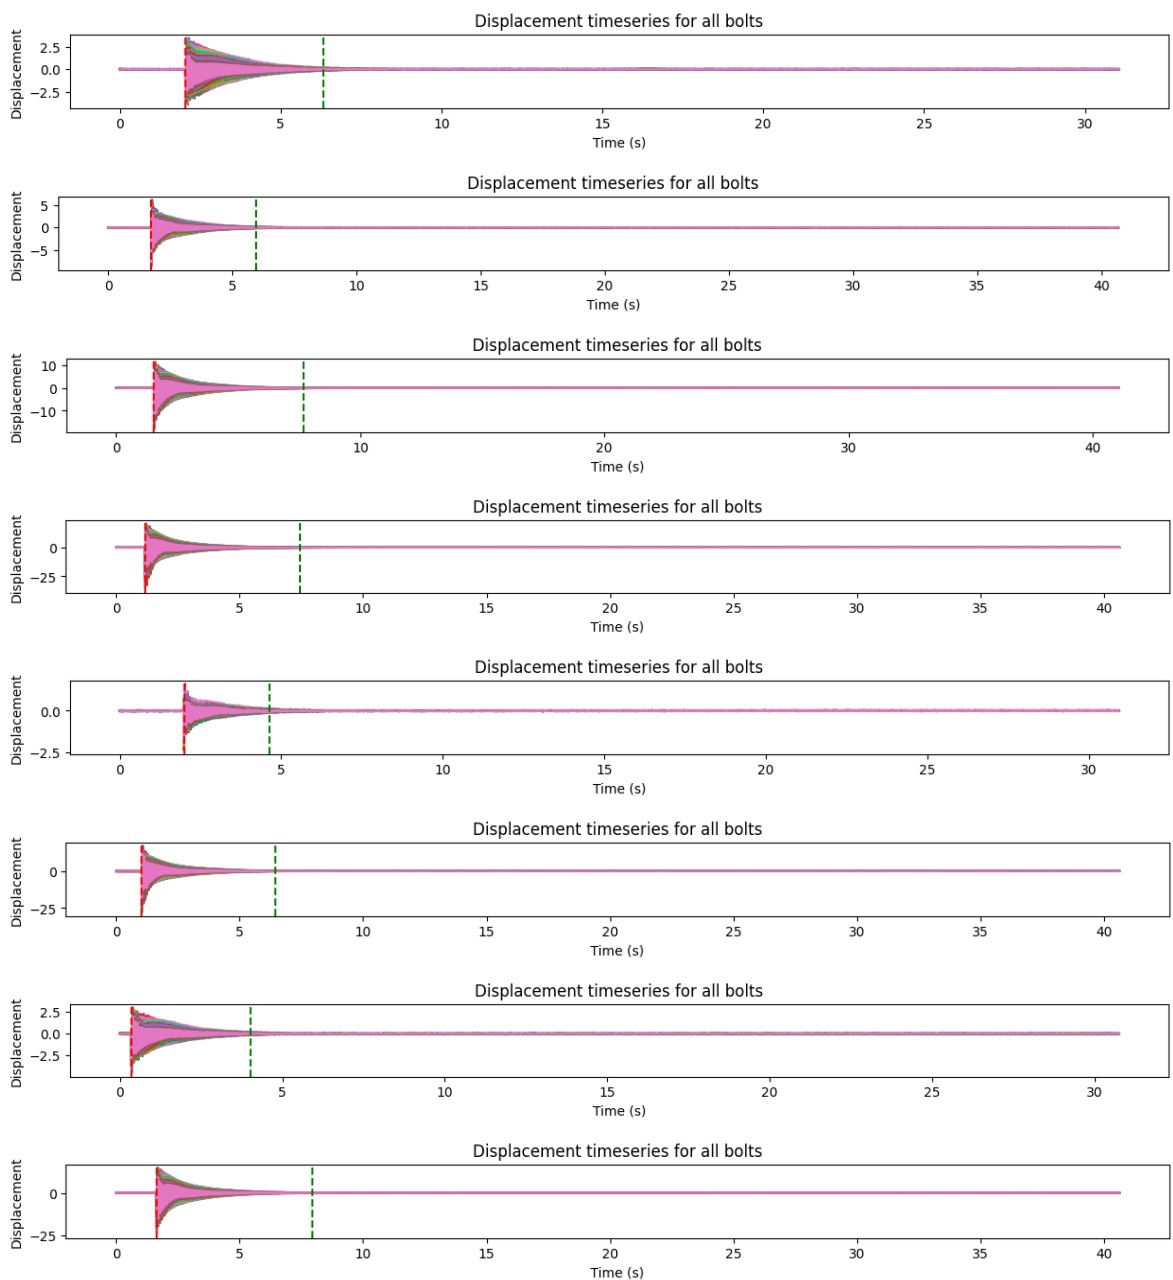 Displacement timeseries for all bolts
Displacement
2.5
0.0
−2.5
0 5 10 15 20 25 30
Time (s)
Displacement timeseries for all bolts
Displacement
5
0
−5
0 5 10 15 20 25 30 35 40
Time (s)
Displacement timeseries for all bolts
Displacement
10
0
−10
0 10 20 30 40
Time (s)
Displacement timeseries for all bolts
Displacement
0
−25
0 5 10 15 20 25 30 35 40
Time (s)
Displacement timeseries for all bolts
Displacement
0.0
−2.5
0 5 10 15 20 25 30
Time (s)
Displacement timeseries for all bolts
Displacement
0
−25
0 5 10 15 20 25 30 35 40
Time (s)
Displacement timeseries for all bolts
Displacement
2.5
0.0
−2.5
0 5 10 15 20 25 30
Time (s)
Displacement timeseries for all bolts
Displacement
0
−25
0 5 10 15 20 25 30 35 40
Time (s)